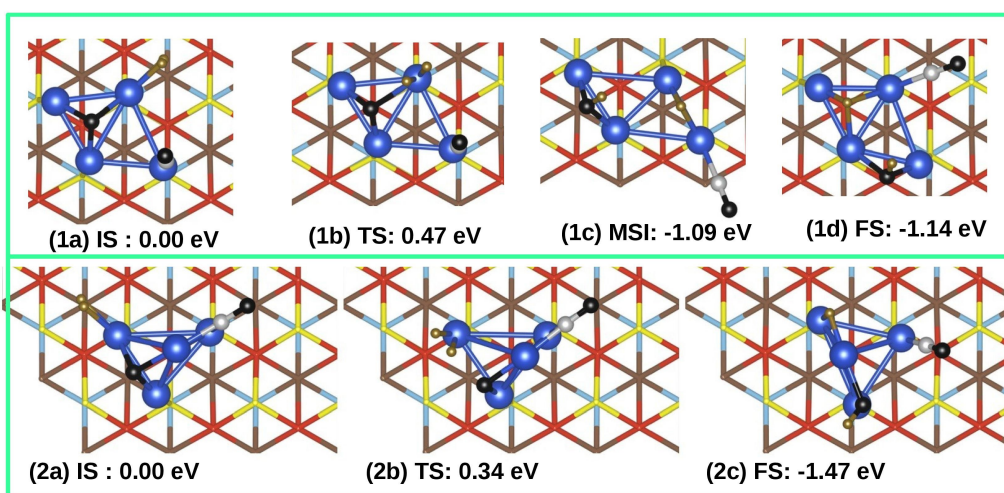 (1a) IS : 0.00 eV
(1b) TS: 0.47 eV
(1c) MSI: -1.09 eV
(1d) FS: -1.14 eV
(2a) IS : 0.00 eV
(2b) TS: 0.34 eV
(2c) FS: -1.47 eV